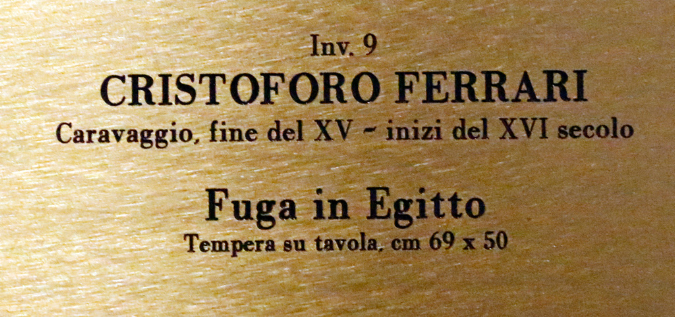 Inv. 9
CRISTOFORO FERRARI
Caravaggio, fine del XV ~ inizi del XVI secolo
Fuga in Egitto
Tempera su tavola, cm 69 x 50